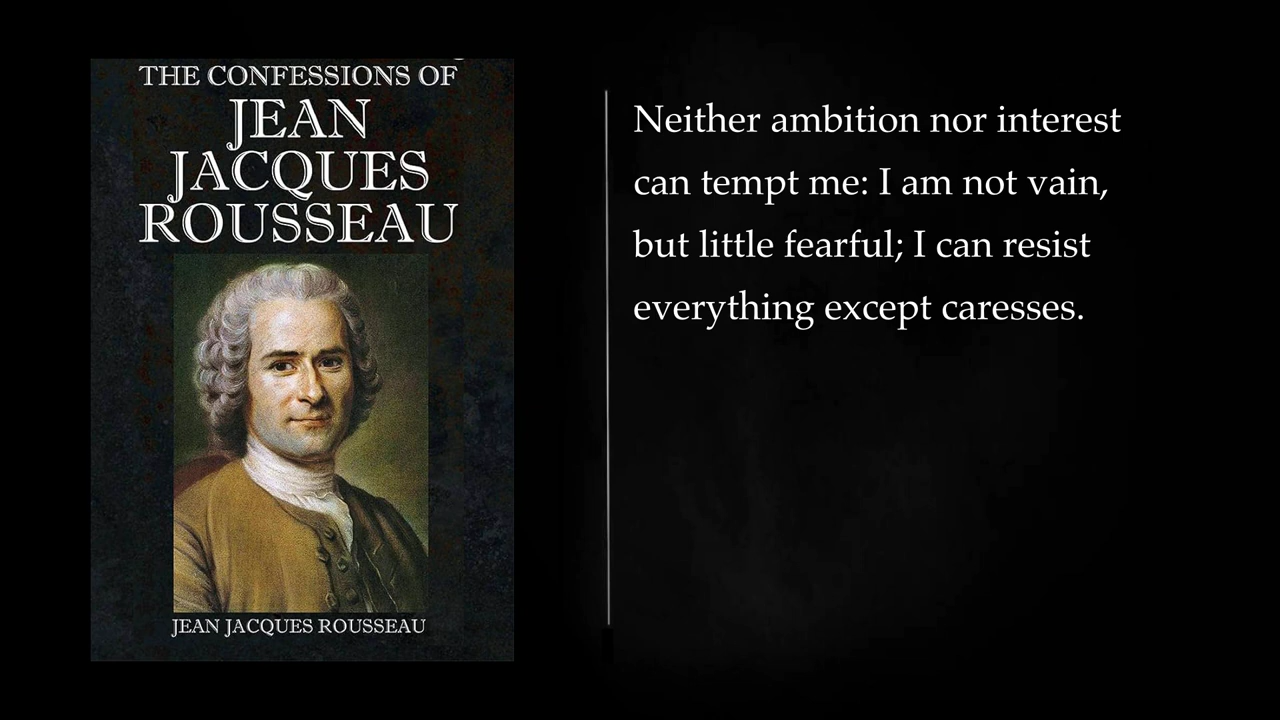 THE CONFESSIONS OF
JEAN
JACQUES
ROUSSEAU
JEAN JACQUES ROUSSEAU
Neither ambition nor interest
can tempt me: I am not vain,
but little fearful; I can resist
everything except caresses.